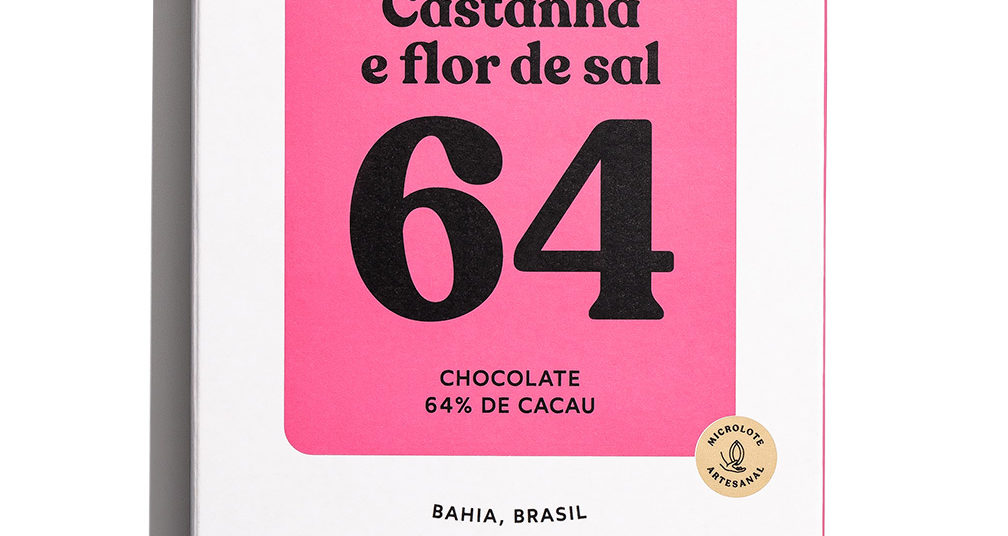 Castanha
e flor de sal
64
CHOCOLATE
64% DE CACAU
MICROLOTE
ARTESANAL
BAHIA, BRASIL